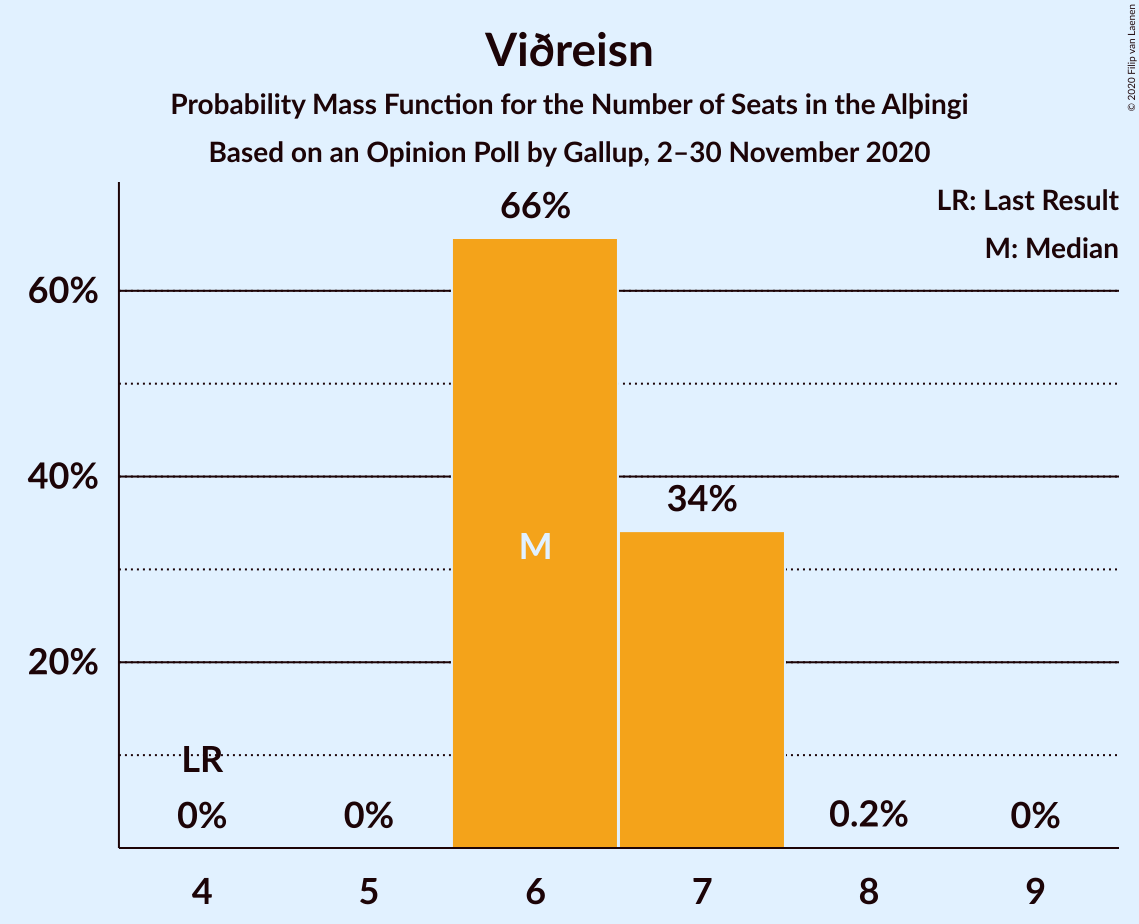 Viðreisn
Probability Mass Function for the Number of Seats in the Alþingi
Based on an Opinion Poll by Gallup, 2–30 November 2020
© 2020 Filip van Laenen
LR: Last Result
M: Median
66%
60%
40%
34%
M
20%
LR
0%
0%
0.2%
0%
4
5
6
7
8
9